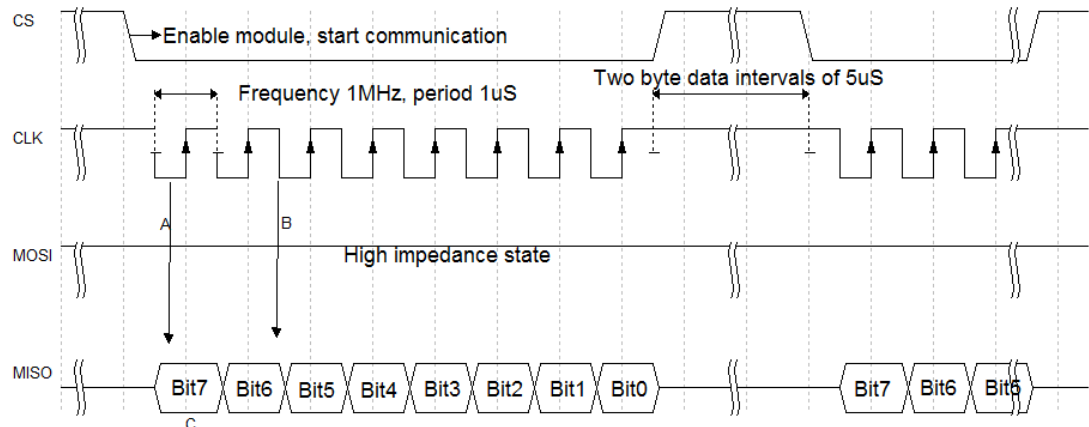 CS
Enable module, start communication
Two byte data intervals of 5uS
Frequency 1MHz, period 1uS
CLK
A
B
MOSI
High impedance state
MISO
Bit7 Bit6 Bit5 Bit4 Bit3 Bit2 Bit1 Bit0 Bit7 Bit6 Bit5
C